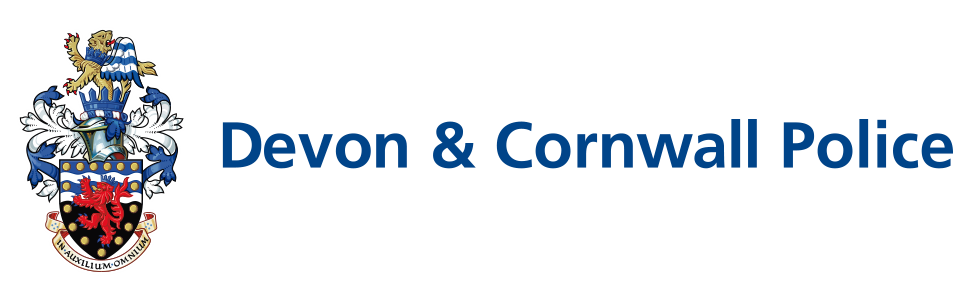 Devon & Cornwall Police
IN·AUXILIUM·OMNIUM